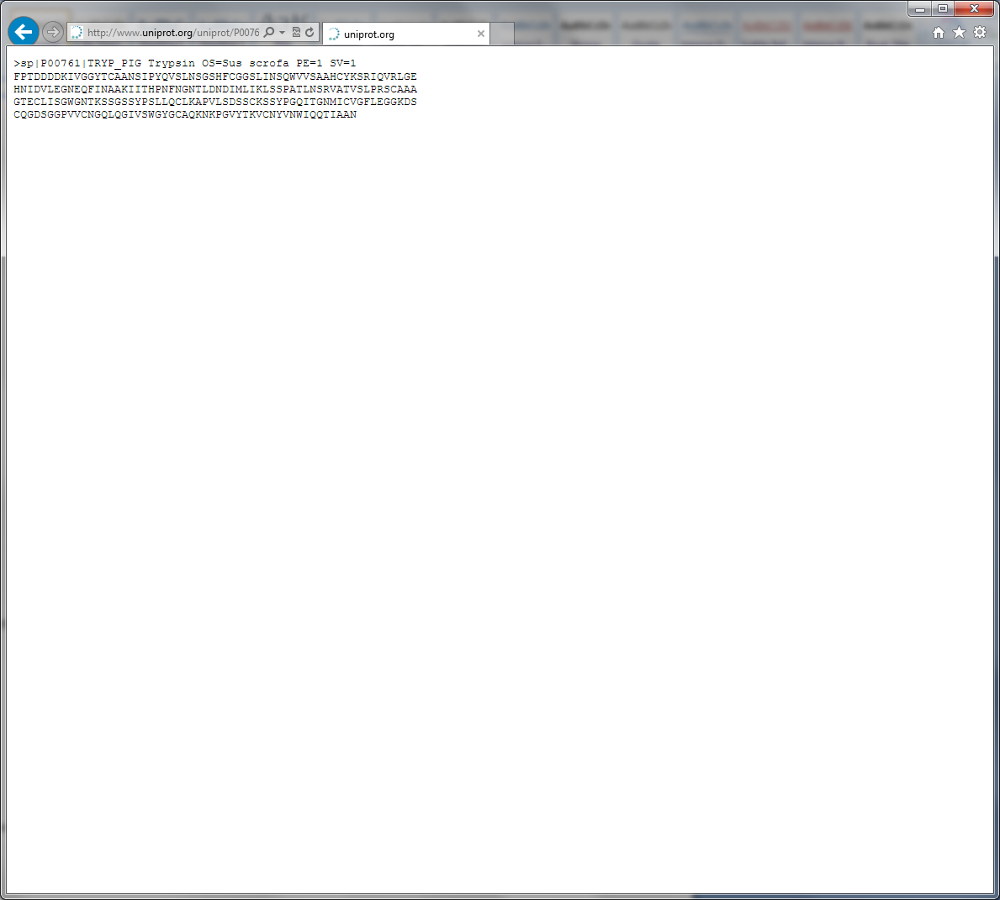 http://www.uniprot.org/uniprot/P0076
uniprot.org
>sp|P00761|TRYP_PIG Trypsin OS=Sus scrofa PE=1 SV=1
FPTDDDDKIVGGYTCAANSIPYQVSLNSGSHFCGGSLINSQWVVSAAHCYKSRIQVRLGE
HNIDVLEGNEQFINAAKIITHPNFNGNTLDNDIMLIKLSSPATLNSRVATVSLPRSCAAA
GTECLISGWGNTKSSGSSYPSLLQCLKAPVLSDSSCKSSYPGQITGNMICVGFLEGGKDS
CQGDSGGPVVCNGQLQGIVSWGYGCAQKNKPGVYTKVCNYVNWIQQTIAAN